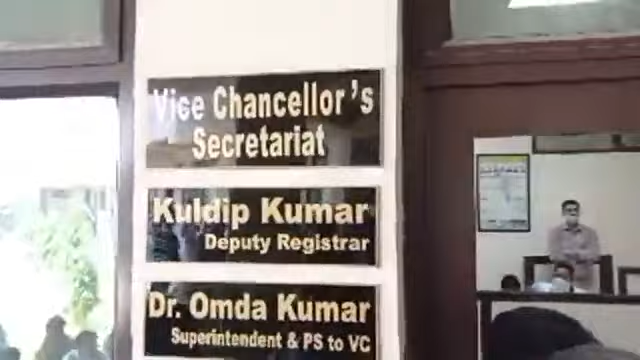 Vice Chancellor's
Secretariat
Kuldip Kumar
Deputy Registrar
Dr. Omda Kumar
Superintendent & PS to VC